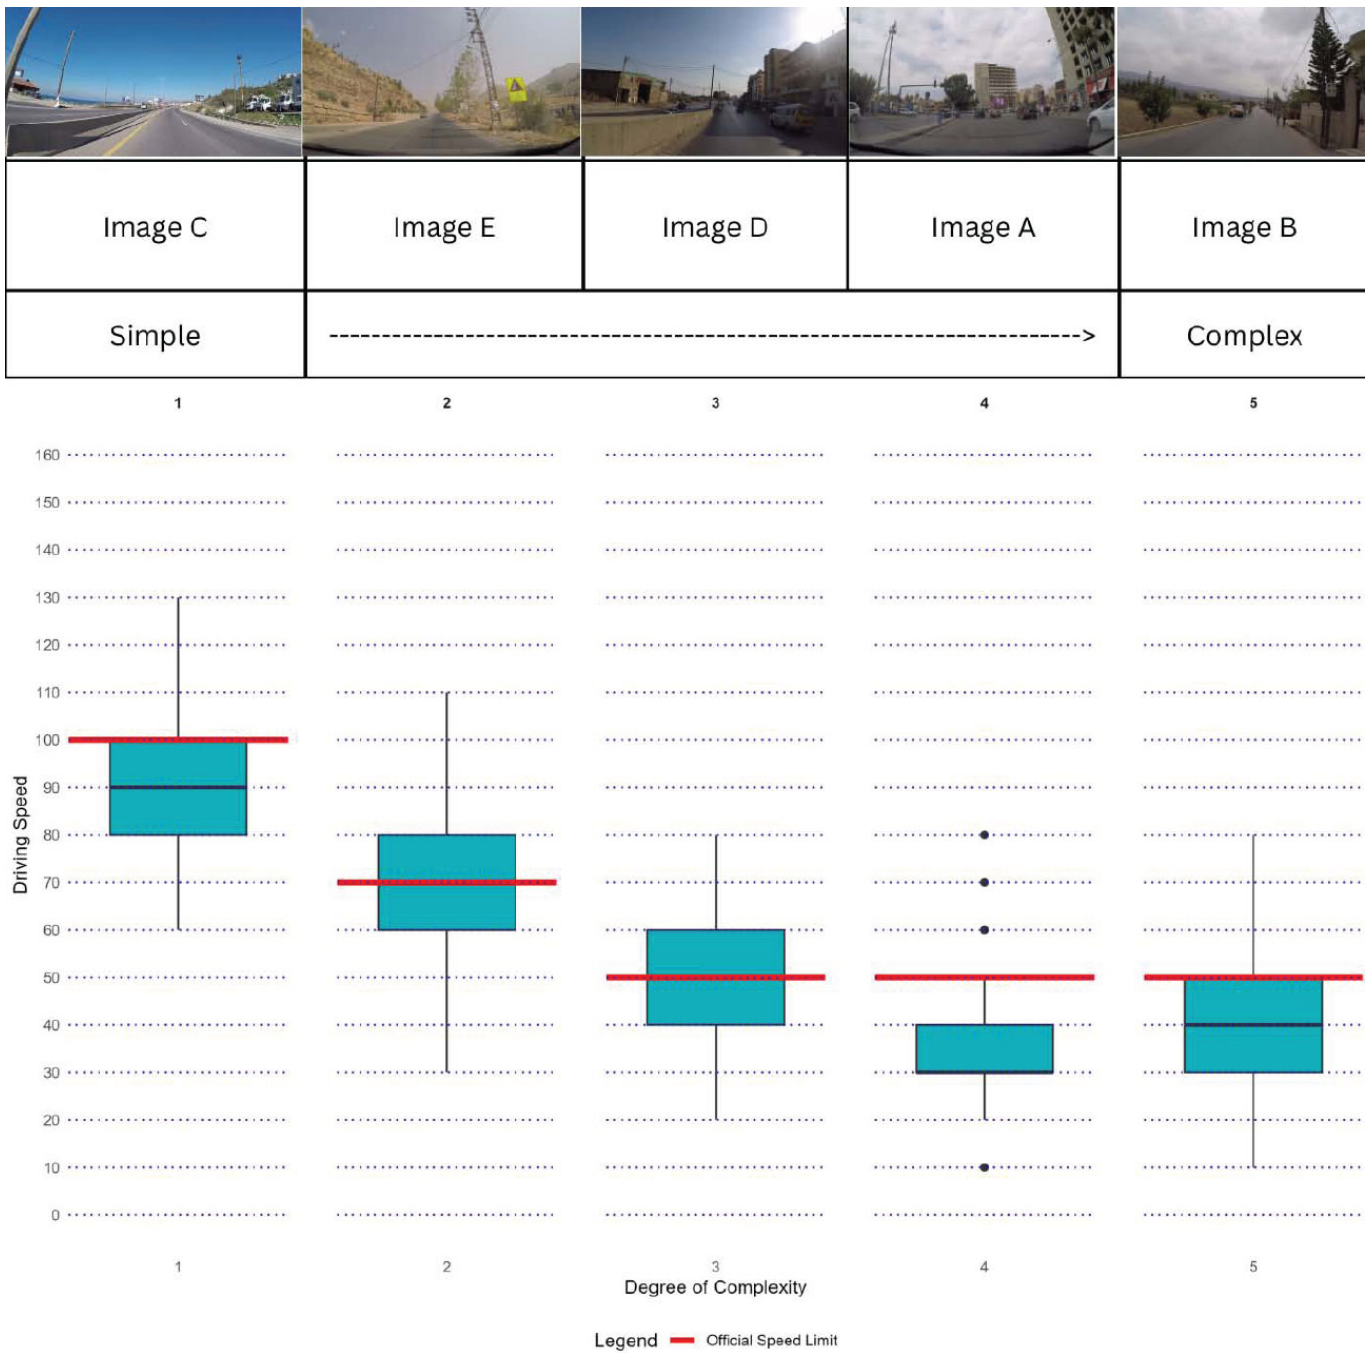 Image C Image E Image D Image A Image B
Simple -----------------------------------------------------------> Complex
1 2 3 4 5
160
150
140
130
120
110
100
90
80
70
60
50
40
30
20
10
0
Driving Speed
1 2 3 4 5
Degree of Complexity
Legend Official Speed Limit